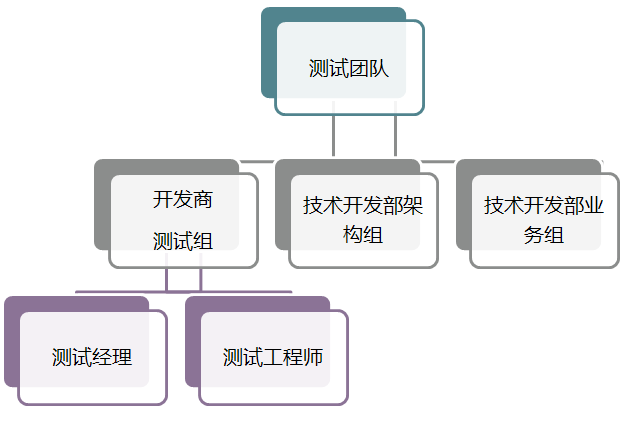 测试团队
开发商
测试组
技术开发部架
构组
技术开发部业
务组
测试经理
测试工程师